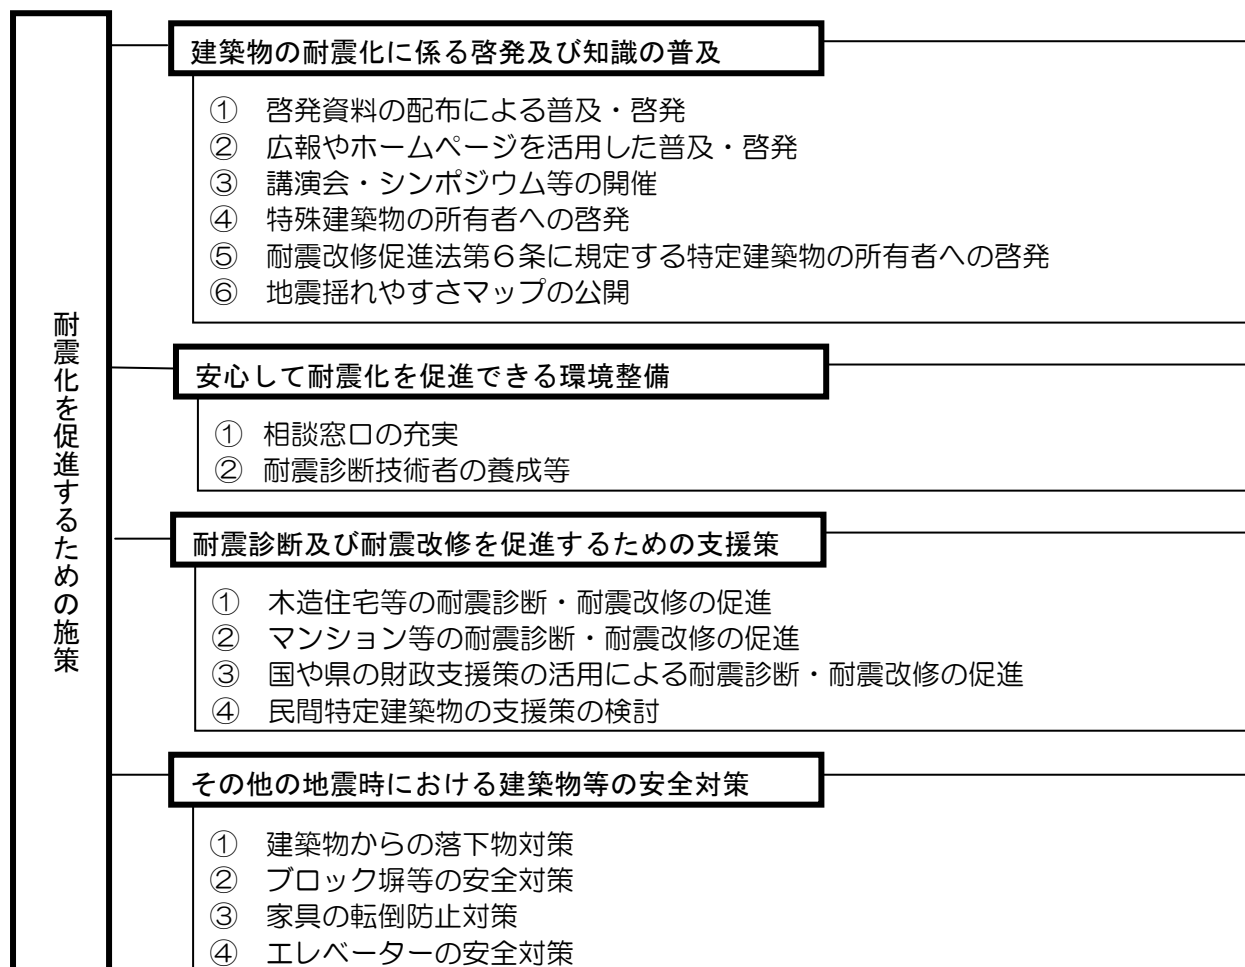 耐震化を促進するための施策
建築物の耐震化に係る啓発及び知識の普及
① 啓発資料の配布による普及・啓発
② 広報やホームページを活用した普及・啓発
③ 講演会・シンポジウム等の開催
④ 特殊建築物の所有者への啓発
⑤ 耐震改修促進法第６条に規定する特定建築物の所有者への啓発
⑥ 地震揺れやすさマップの公開
安心して耐震化を促進できる環境整備
① 相談窓口の充実
② 耐震診断技術者の養成等
耐震診断及び耐震改修を促進するための支援策
① 木造住宅等の耐震診断・耐震改修の促進
② マンション等の耐震診断・耐震改修の促進
③ 国や県の財政支援策の活用による耐震診断・耐震改修の促進
④ 民間特定建築物の支援策の検討
その他の地震時における建築物等の安全対策
① 建築物からの落下物対策
② ブロック塀等の安全対策
③ 家具の転倒防止対策
④ エレベーターの安全対策